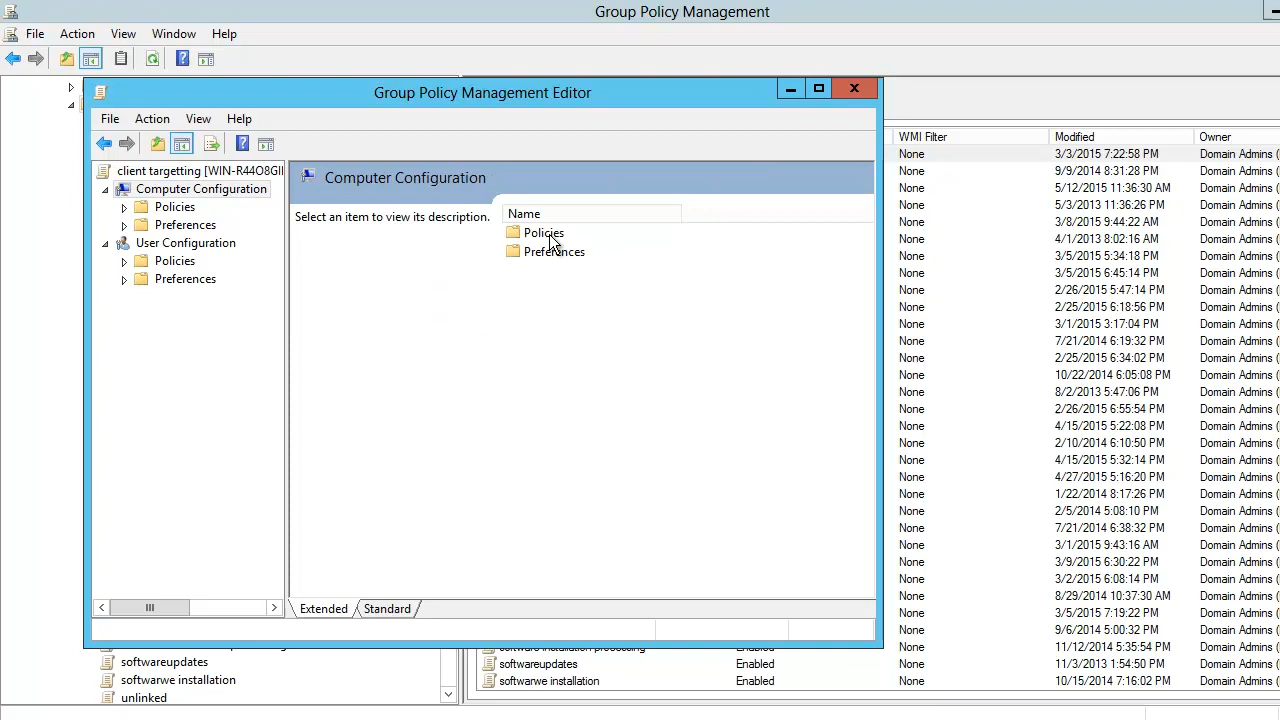 Group Policy Management
File Action View Window Help
Group Policy Management Editor
File Action View Help
client targetting [WIN-R44O8GII
Computer Configuration
Policies
Preferences
User Configuration
Policies
Preferences
Computer Configuration
Select an item to view its description.
Name
Policies
Preferences
Extended Standard
WMI Filter Modified Owner
None 3/3/2015 7:22:58 PM Domain Admins (
None 9/9/2014 8:31:28 PM Domain Admins (
None 5/12/2015 11:36:30 AM Domain Admins (
None 5/3/2013 11:36:26 PM Domain Admins (
None 3/8/2015 9:44:22 AM Domain Admins (
None 4/1/2013 8:02:16 AM Domain Admins (
None 3/5/2015 5:34:18 PM Domain Admins (
None 3/5/2015 6:45:14 PM Domain Admins (
None 2/26/2015 5:47:14 PM Domain Admins (
None 2/25/2015 6:18:56 PM Domain Admins (
None 3/1/2015 3:17:04 PM Domain Admins (
None 7/21/2014 6:19:32 PM Domain Admins (
None 2/25/2015 6:34:02 PM Domain Admins (
None 10/22/2014 6:05:08 PM Domain Admins (
None 8/2/2013 5:47:06 PM Domain Admins (
None 2/26/2015 6:55:54 PM Domain Admins (
None 4/15/2015 5:22:08 PM Domain Admins (
None 2/10/2014 6:10:50 PM Domain Admins (
None 4/15/2015 5:32:14 PM Domain Admins (
None 4/27/2015 5:16:20 PM Domain Admins (
None 1/22/2014 8:17:26 PM Domain Admins (
None 2/5/2014 5:08:10 PM Domain Admins (
None 7/21/2014 6:38:32 PM Domain Admins (
None 3/1/2015 9:43:16 AM Domain Admins (
None 3/9/2015 6:30:22 PM Domain Admins (
None 3/2/2015 6:08:14 PM Domain Admins (
None 8/29/2014 10:37:30 AM Domain Admins (
None 3/5/2015 7:19:22 PM Domain Admins (
None 9/6/2014 5:00:32 PM Domain Admins (
software installation processing Enabled None 11/12/2014 5:35:54 PM Domain Admins (
softwareupdates Enabled None 11/3/2013 1:54:50 PM Domain Admins (
softwarwe installation Enabled None 10/15/2014 7:16:02 PM Domain Admins (
softwareupdates
softwarwe installation
unlinked